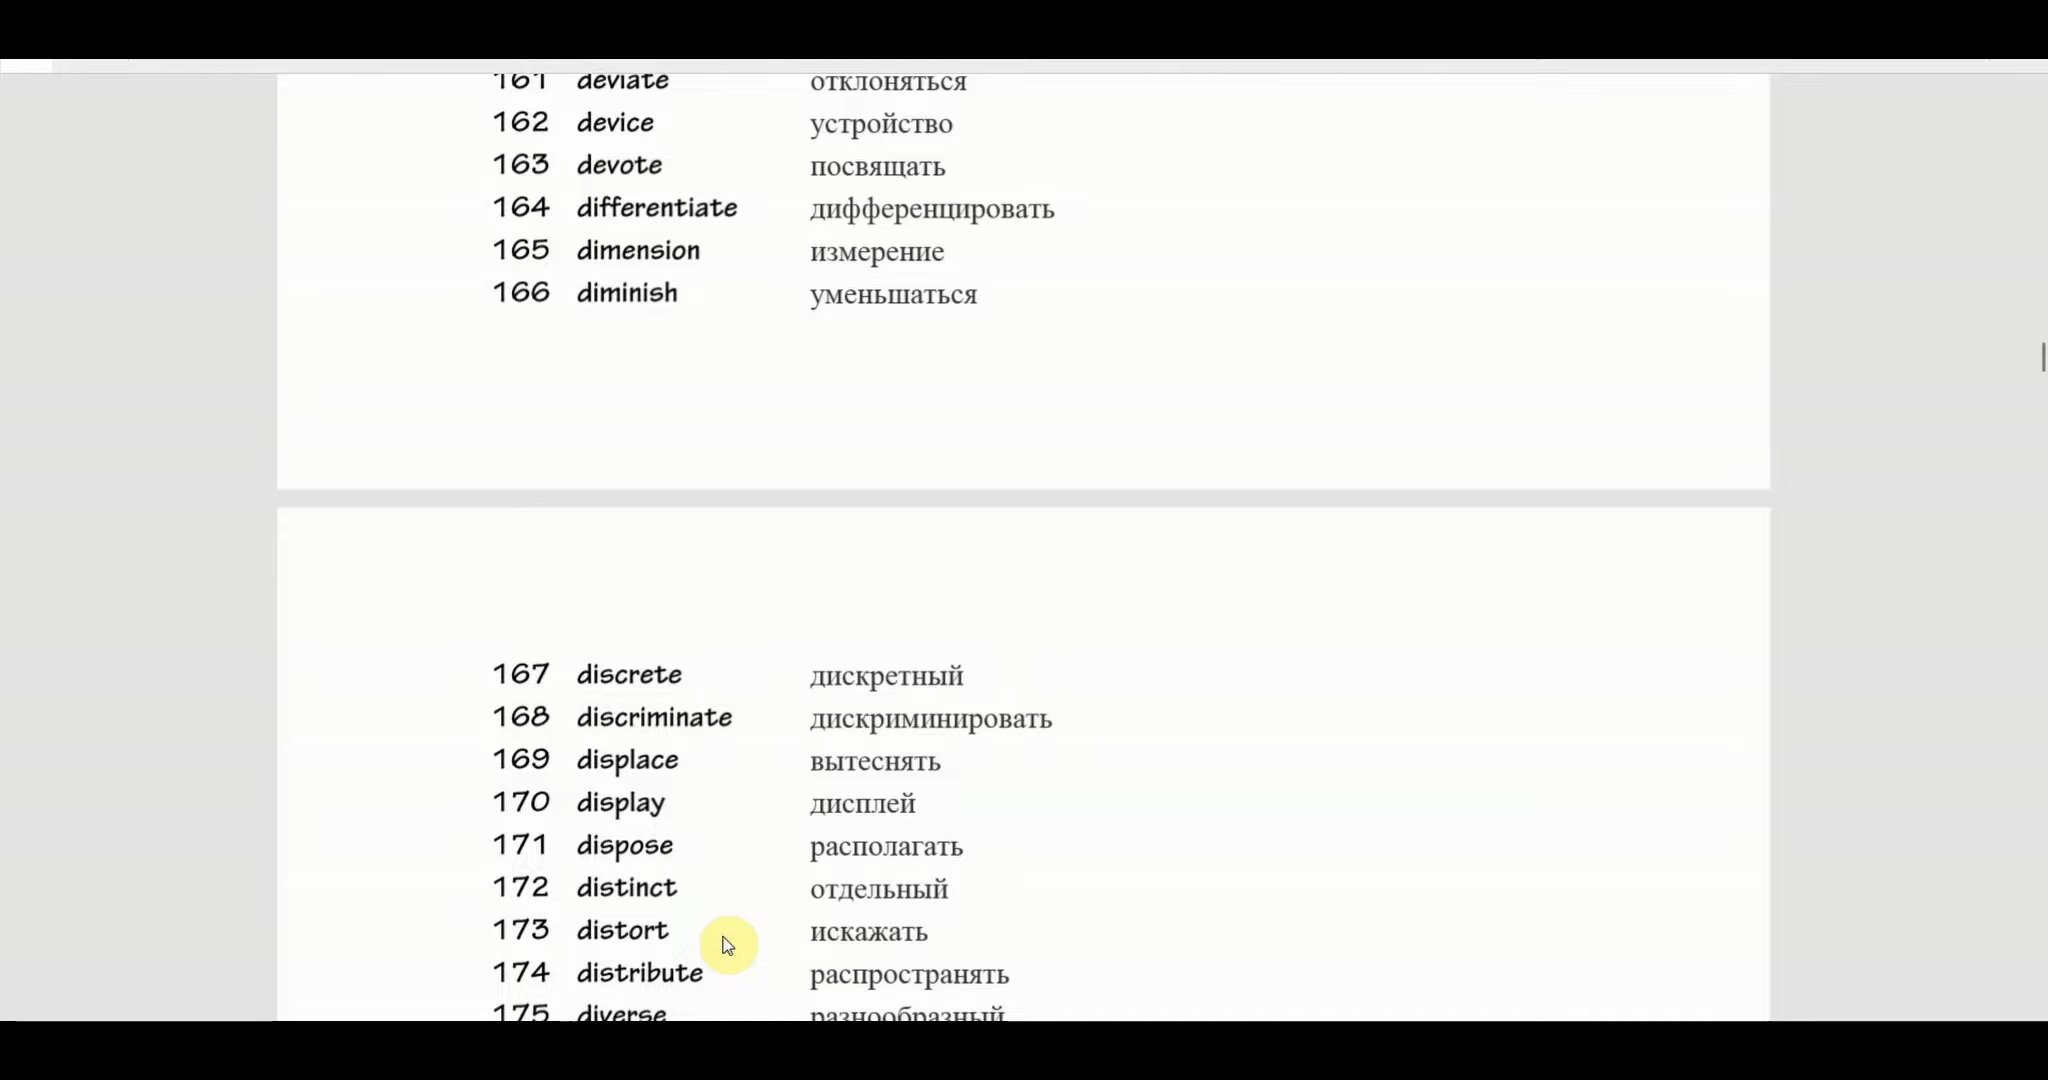 161 deviate отклоняться
162 device устройство
163 devote посвящать
164 differentiate дифференцировать
165 dimension измерение
166 diminish уменьшаться
167 discrete дискретный
168 discriminate дискриминировать
169 displace вытеснять
170 display дисплей
171 dispose располагать
172 distinct отдельный
173 distort искажать
174 distribute распространять
175 diverse разнообразный